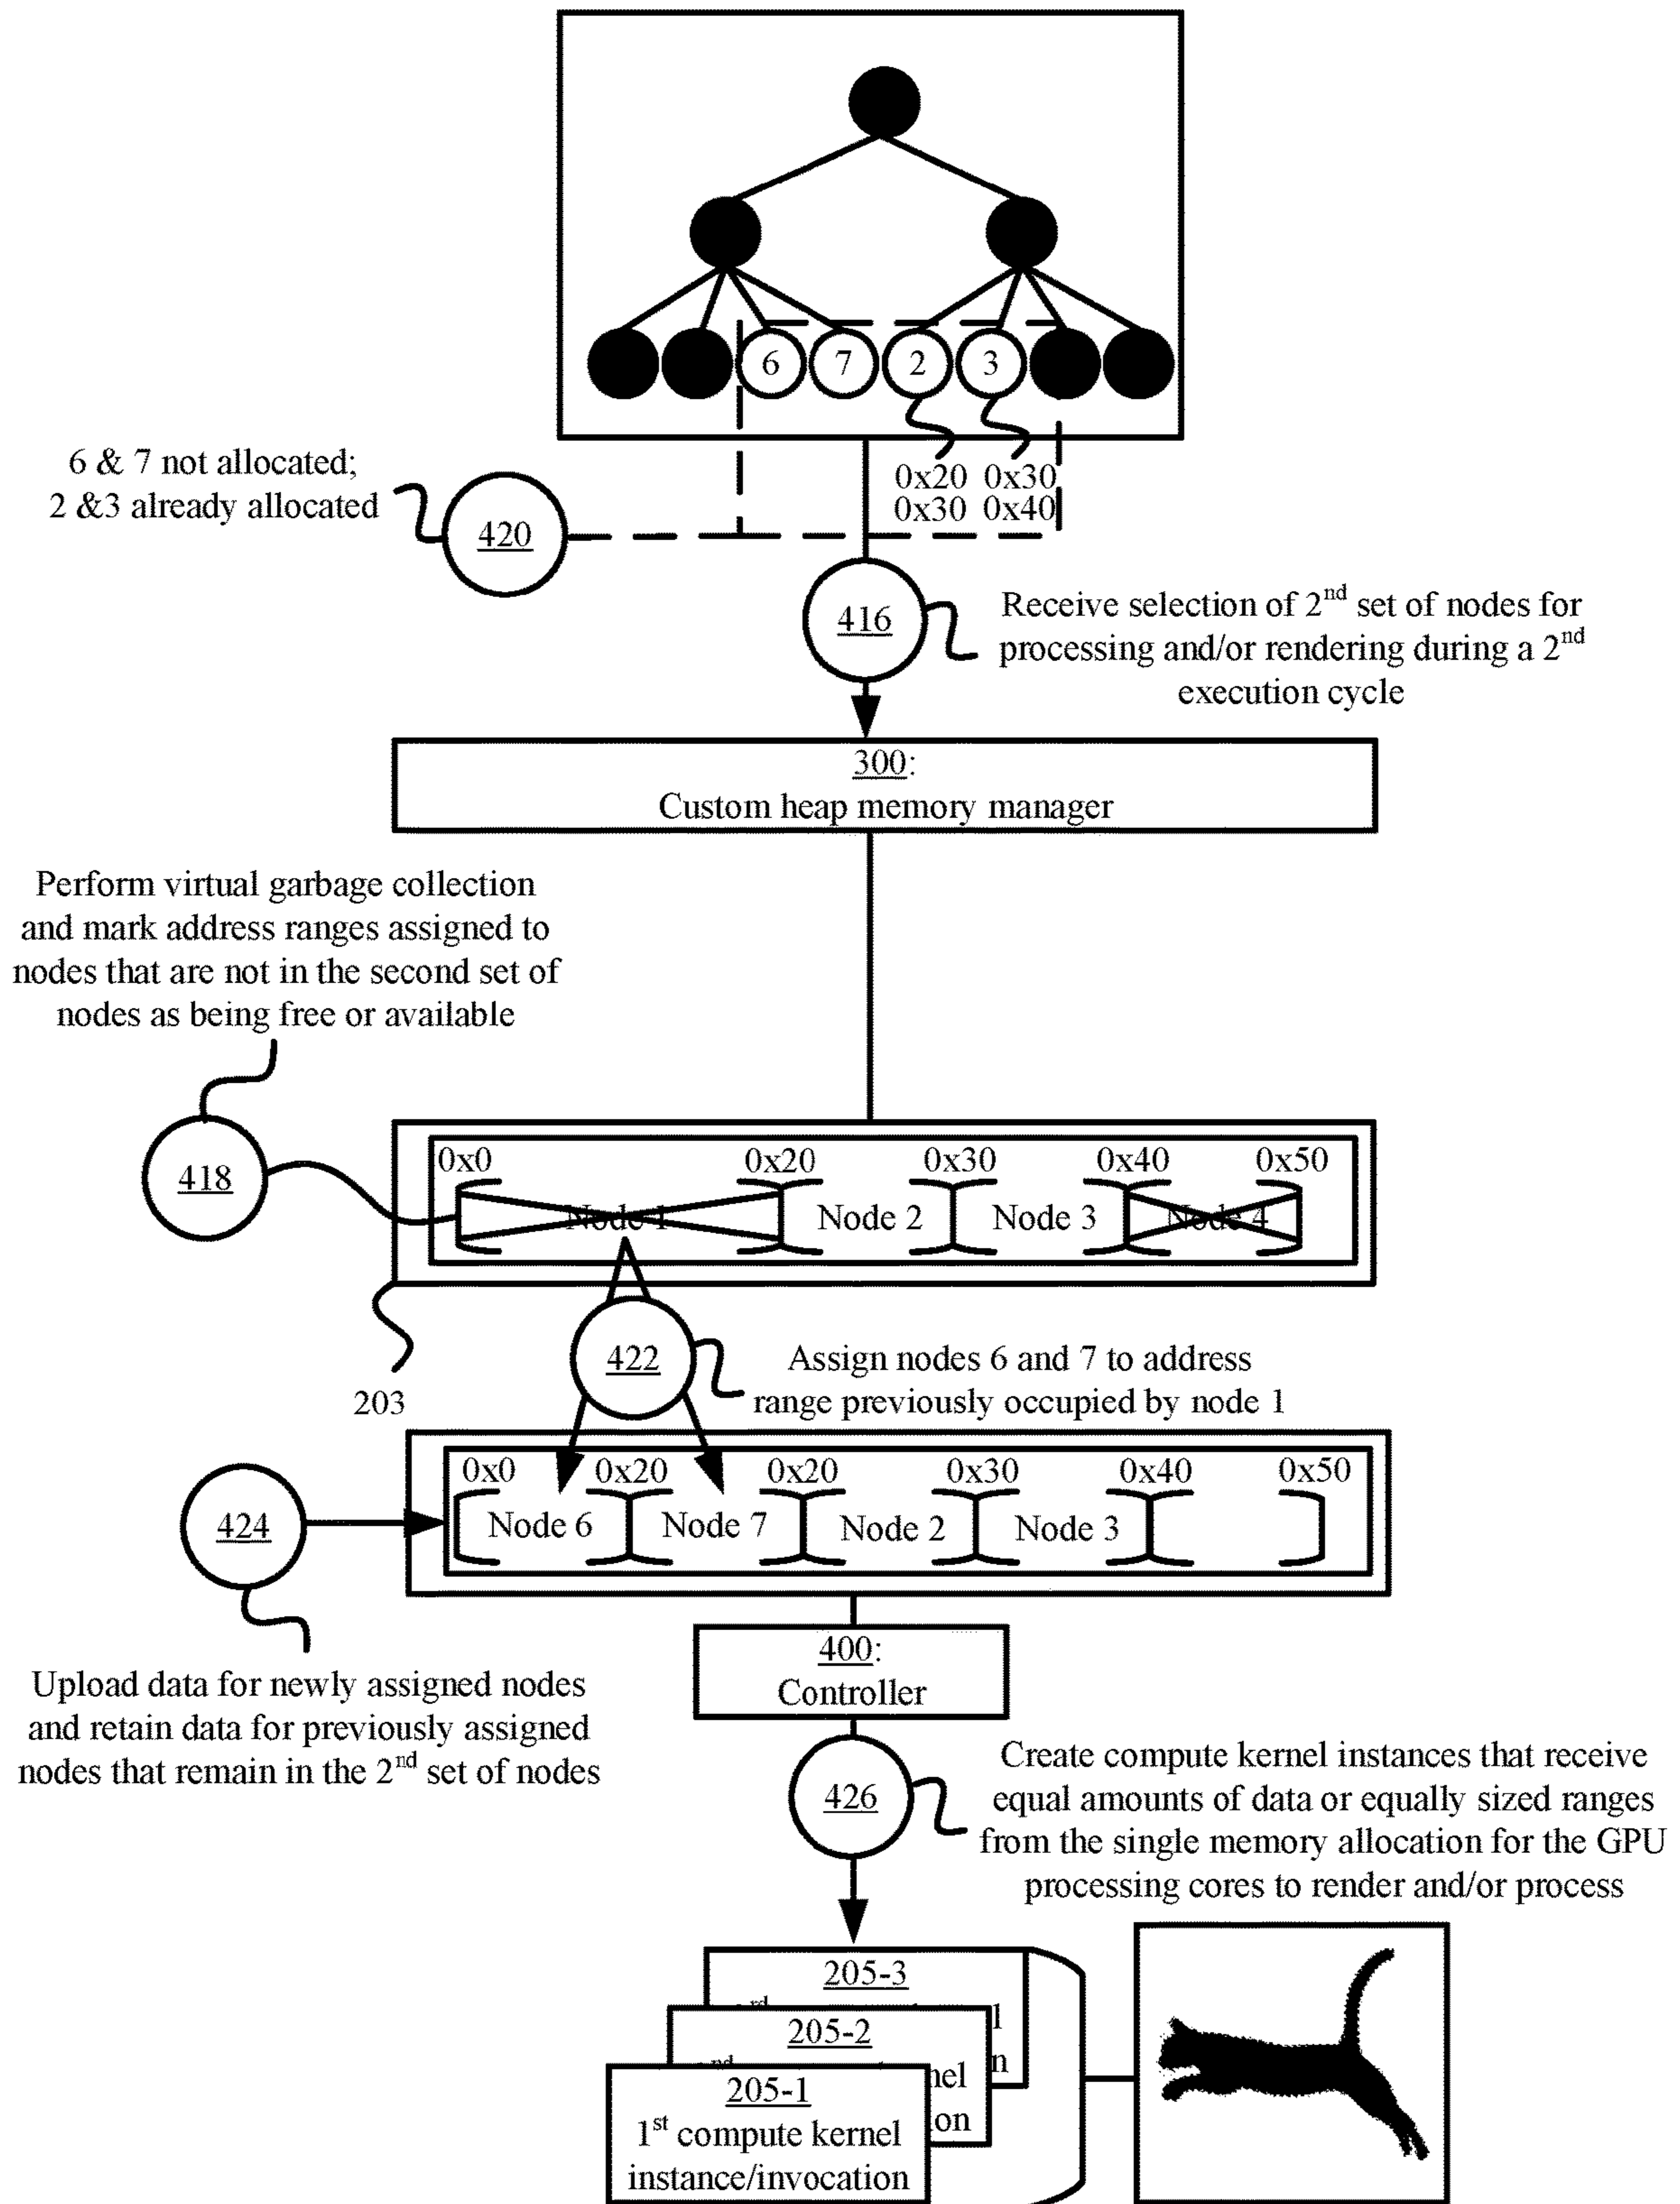 6 7 2 3
6 & 7 not allocated;
2 &3 already allocated
420
0x20 0x30
0x30 0x40
416
Receive selection of 2nd set of nodes for
processing and/or rendering during a 2nd
execution cycle
300:
Custom heap memory manager
Perform virtual garbage collection
and mark address ranges assigned to
nodes that are not in the second set of
nodes as being free or available
418
0x0 0x20 0x30 0x40 0x50
Node 1 Node 2 Node 3 Node 4
203
422
Assign nodes 6 and 7 to address
range previously occupied by node 1
0x0 0x20 0x20 0x30 0x40 0x50
Node 6 Node 7 Node 2 Node 3
424
Upload data for newly assigned nodes
and retain data for previously assigned
nodes that remain in the 2nd set of nodes
400:
Controller
426
Create compute kernel instances that receive
equal amounts of data or equally sized ranges
from the single memory allocation for the GPU
processing cores to render and/or process
205-3
205-2
205-1
1st compute kernel
instance/invocation